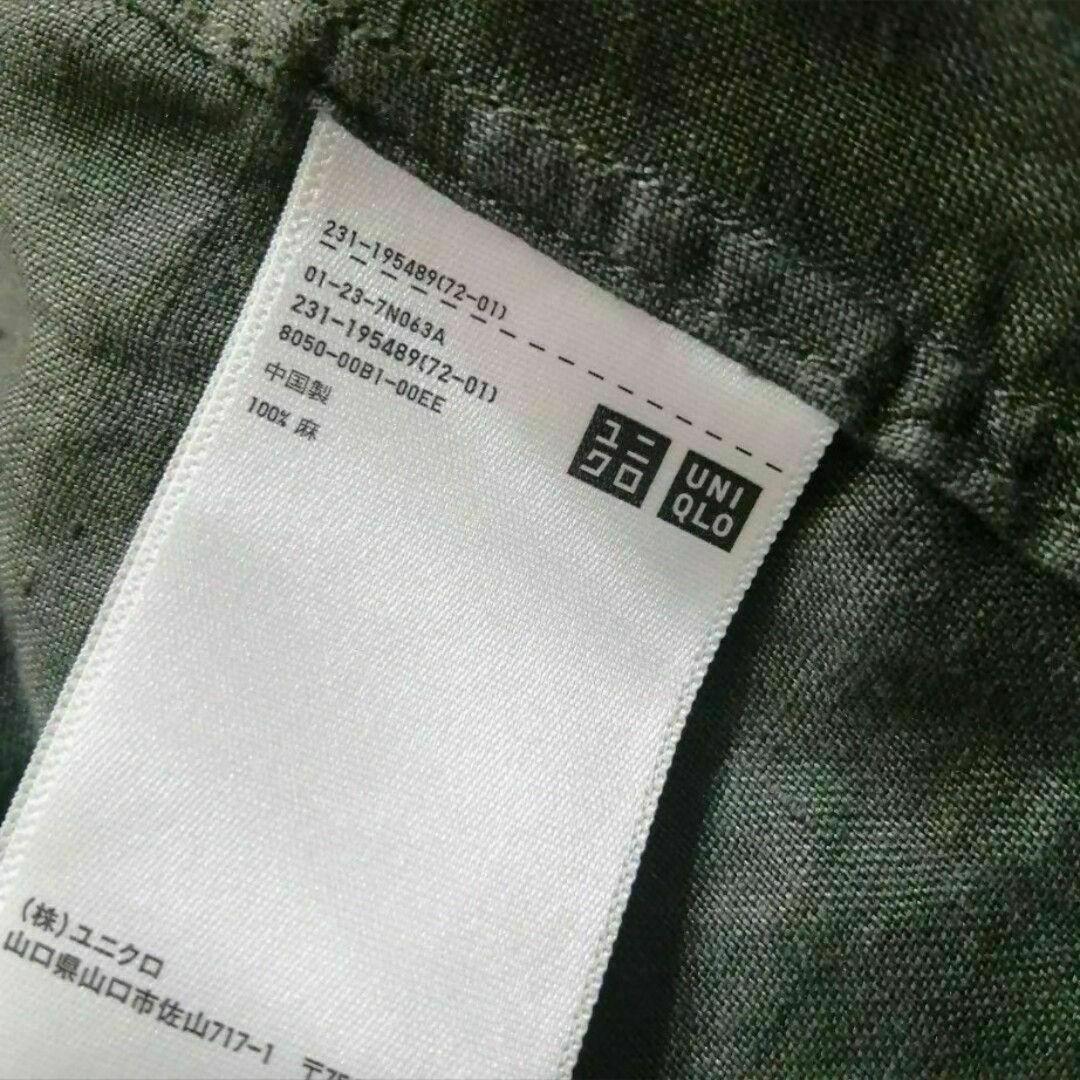 231-195489(72-01)
01-23-7N063A
231-195489(72-01)
8050-00B1-00EE
中国製
100% 麻
ユニ
クロ
UNI
QLO
(株)ユニクロ
山口県山口市佐山717-1